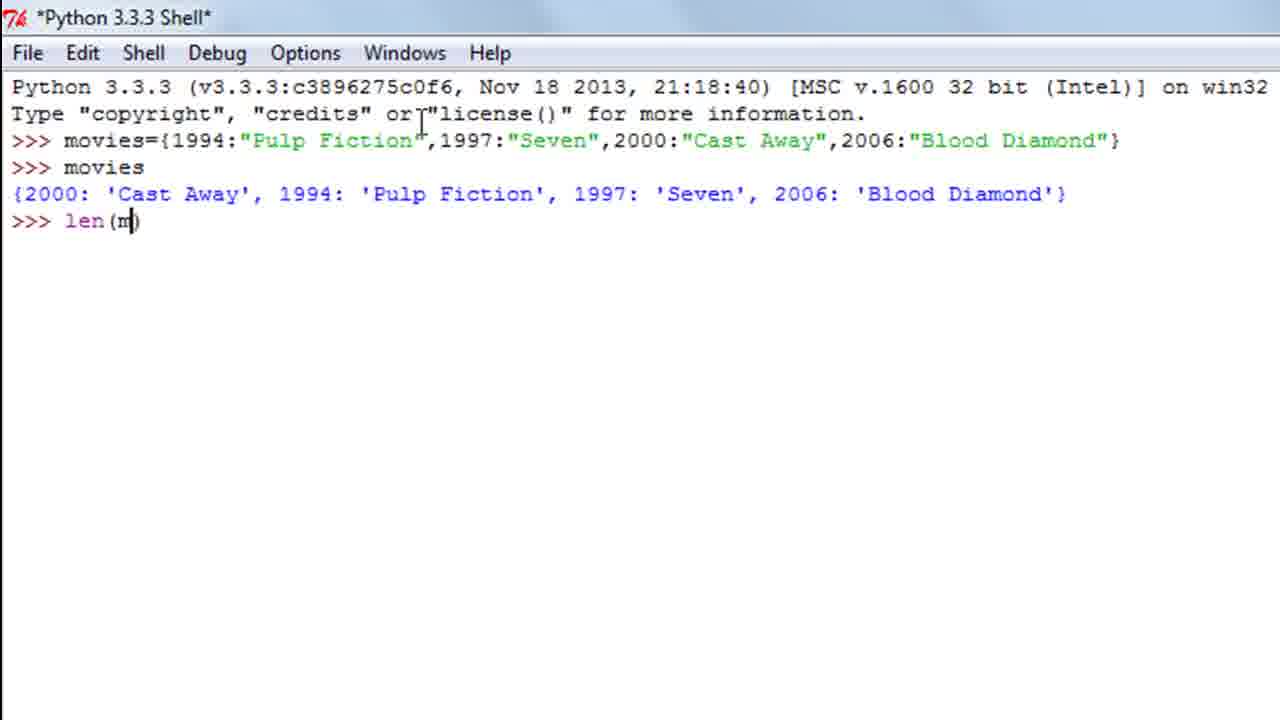 *Python 3.3.3 Shell*
File Edit Shell Debug Options Windows Help
Python 3.3.3 (v3.3.3:c3896275c0f6, Nov 18 2013, 21:18:40) [MSC v.1600 32 bit (Intel)] on win32
Type "copyright", "credits" or "license()" for more information.
>>> movies={1994:"Pulp Fiction",1997:"Seven",2000:"Cast Away",2006:"Blood Diamond"}
>>> movies
{2000: 'Cast Away', 1994: 'Pulp Fiction', 1997: 'Seven', 2006: 'Blood Diamond'}
>>> len(m)